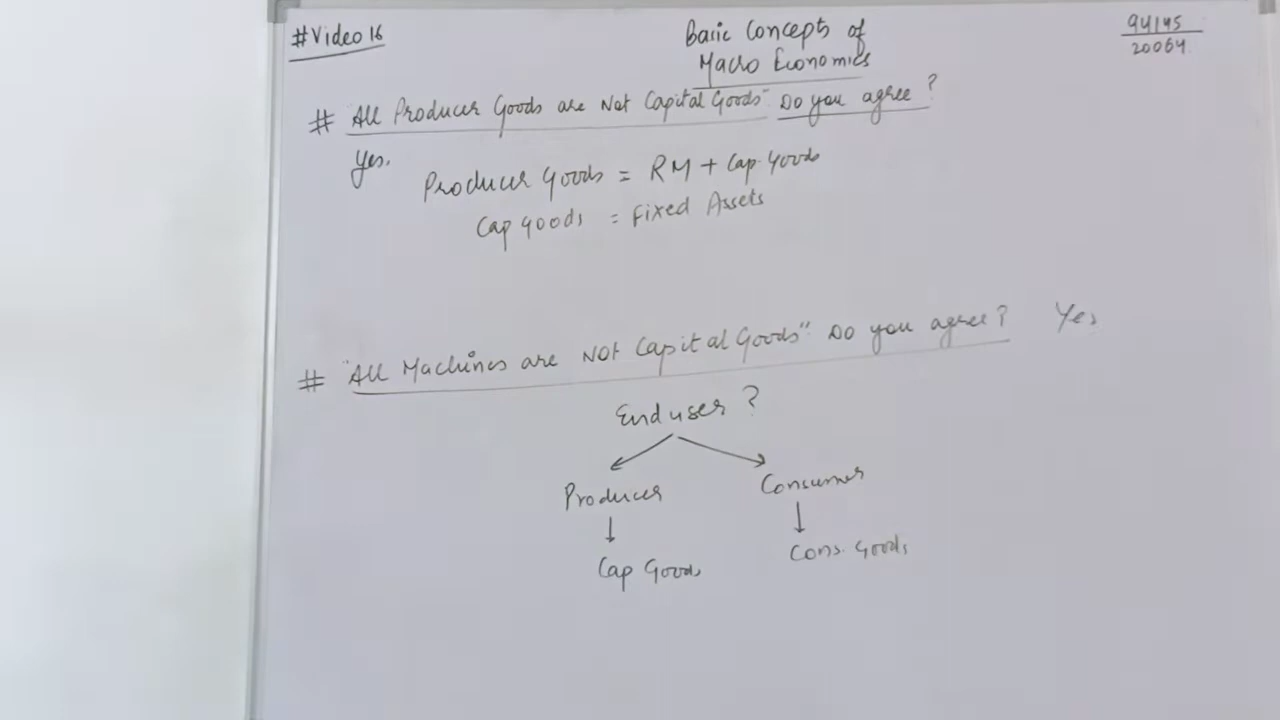 #Video 16
Basic Concepts of
Macro Economics
94145
20064
# "All Producer Goods are Not Capital Goods" Do you agree?
Yes.
Producer Goods = RM + Cap. Goods
Cap Goods = Fixed Assets
# "All Machines are NOT Capital Goods" Do you agree? Yes
End user?
Producer Consumer
Cap Goods Cons. Goods